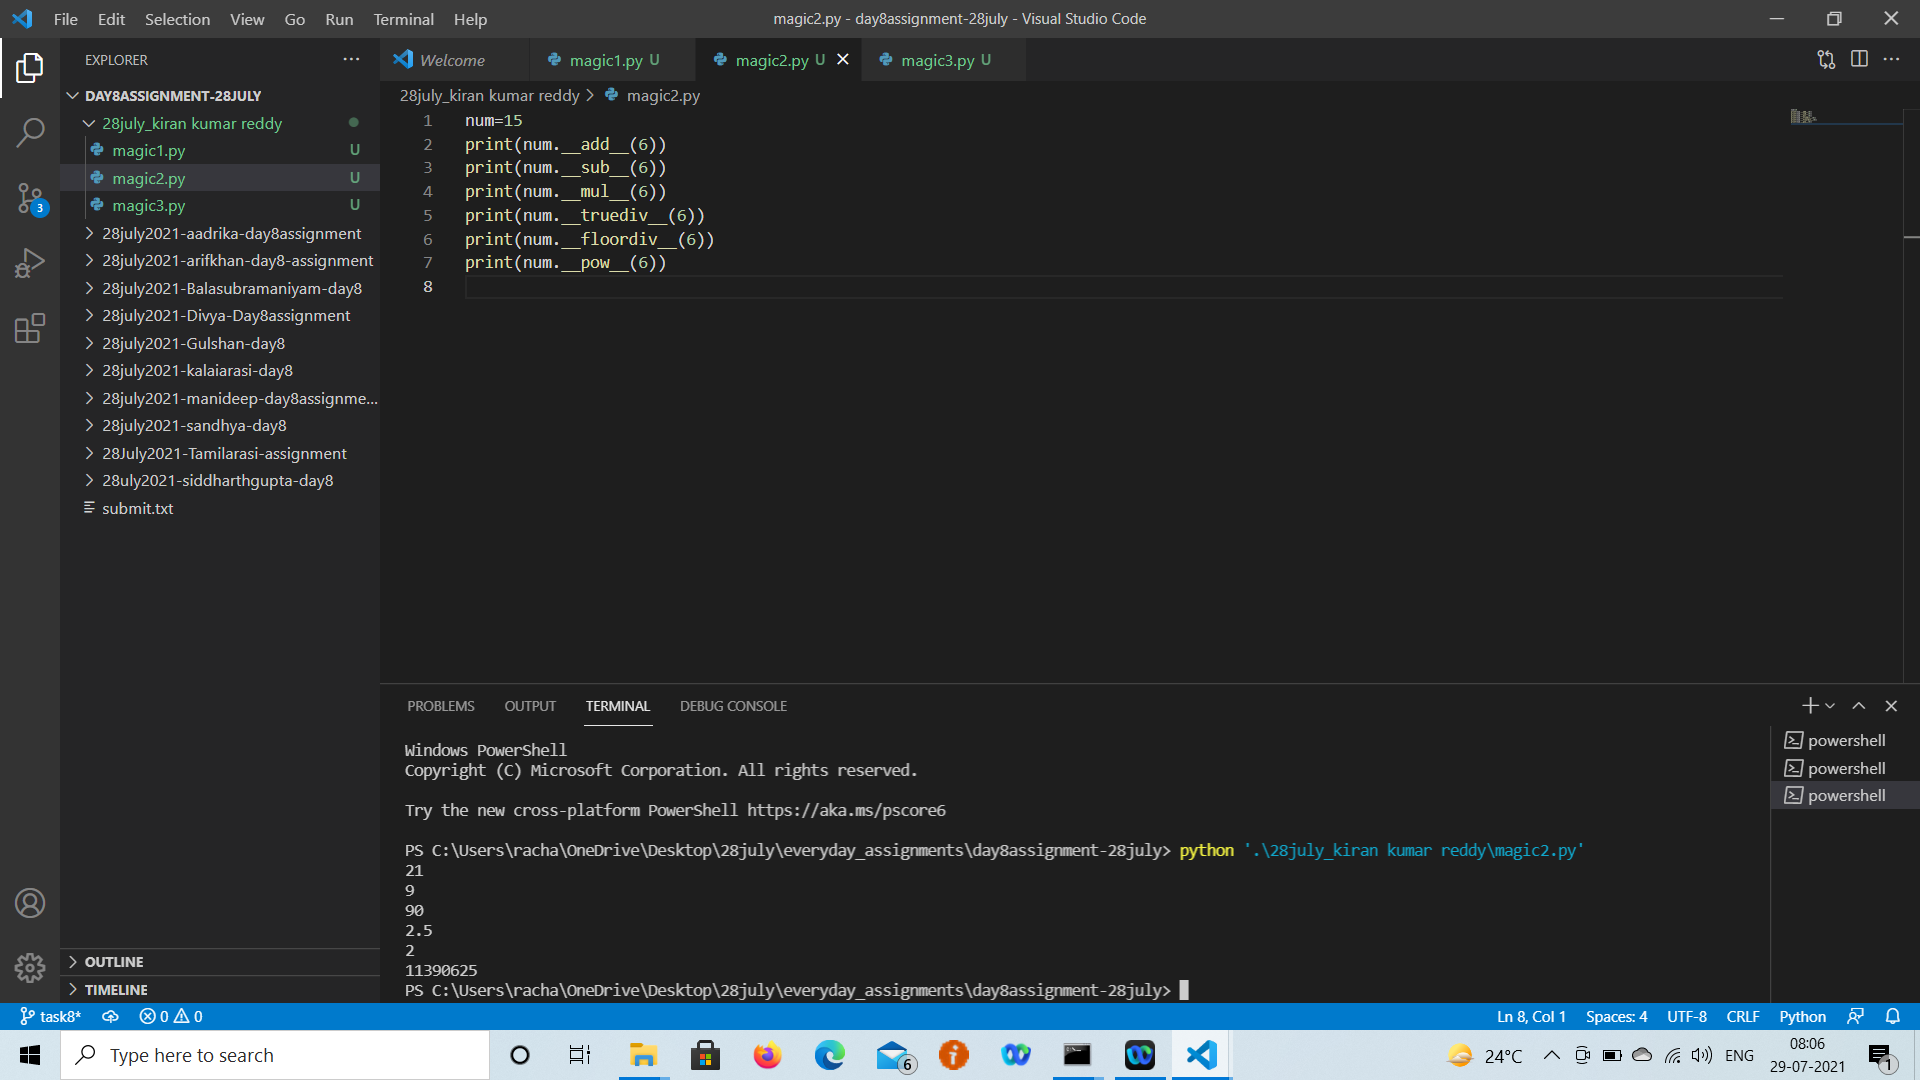 File Edit Selection View Go Run Terminal Help
magic2.py - day8assignment-28july - Visual Studio Code
EXPLORER
DAY8ASSIGNMENT-28JULY
28july_kiran kumar reddy
magic1.py U
magic2.py U
magic3.py U
28july2021-aadrika-day8assignment
28july2021-arifkhan-day8-assignment
28july2021-Balasubramaniyam-day8
28july2021-Divya-Day8assignment
28july2021-Gulshan-day8
28july2021-kalaiarasi-day8
28july2021-manideep-day8assignme...
28july2021-sandhya-day8
28July2021-Tamilarasi-assignment
28uly2021-siddharthgupta-day8
submit.txt
OUTLINE
TIMELINE
3
Welcome magic1.py U magic2.py U magic3.py U
28july_kiran kumar reddy > magic2.py
1 num=15
2 print(num.__add__(6))
3 print(num.__sub__(6))
4 print(num.__mul__(6))
5 print(num.__truediv__(6))
6 print(num.__floordiv__(6))
7 print(num.__pow__(6))
8
PROBLEMS OUTPUT TERMINAL DEBUG CONSOLE
Windows PowerShell
Copyright (C) Microsoft Corporation. All rights reserved.
Try the new cross-platform PowerShell https://aka.ms/pscore6
PS C:\Users\racha\OneDrive\Desktop\28july\everyday_assignments\day8assignment-28july> python '.\28july_kiran kumar reddy\magic2.py'
21
9
90
2.5
2
11390625
PS C:\Users\racha\OneDrive\Desktop\28july\everyday_assignments\day8assignment-28july>
powershell
powershell
powershell
task8* 0 0
Ln 8, Col 1 Spaces: 4 UTF-8 CRLF Python
Type here to search
6
24°C ENG
08:06
29-07-2021
1